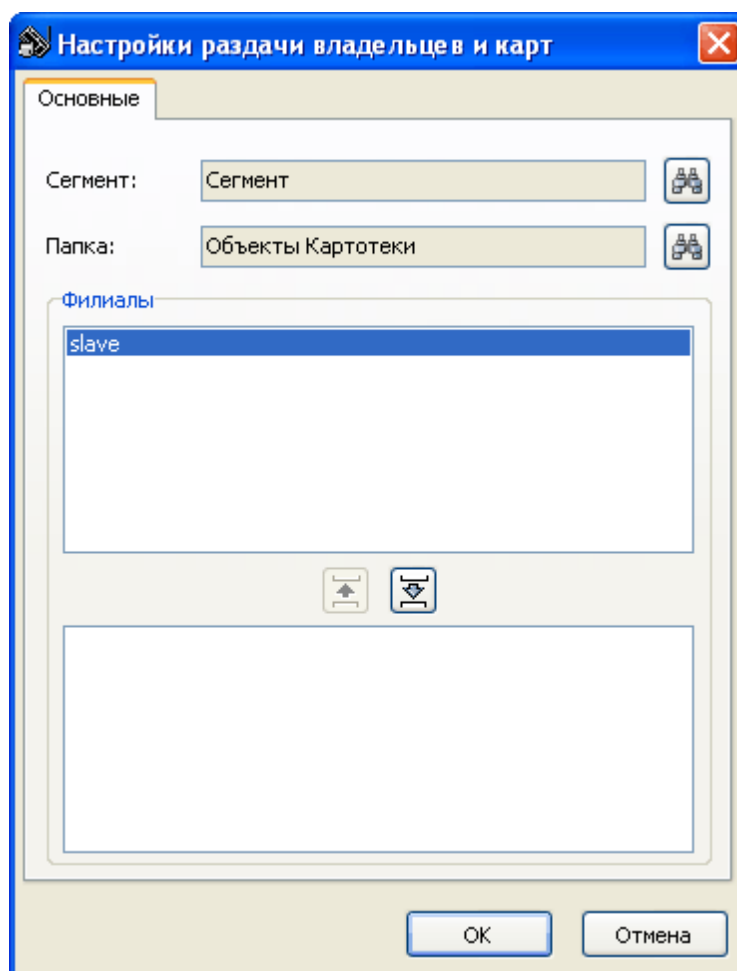 Настройки раздачи владельцев и карт
Основные
Сегмент: Сегмент
Папка: Объекты Картотеки
Филиалы
slave
OK Отмена